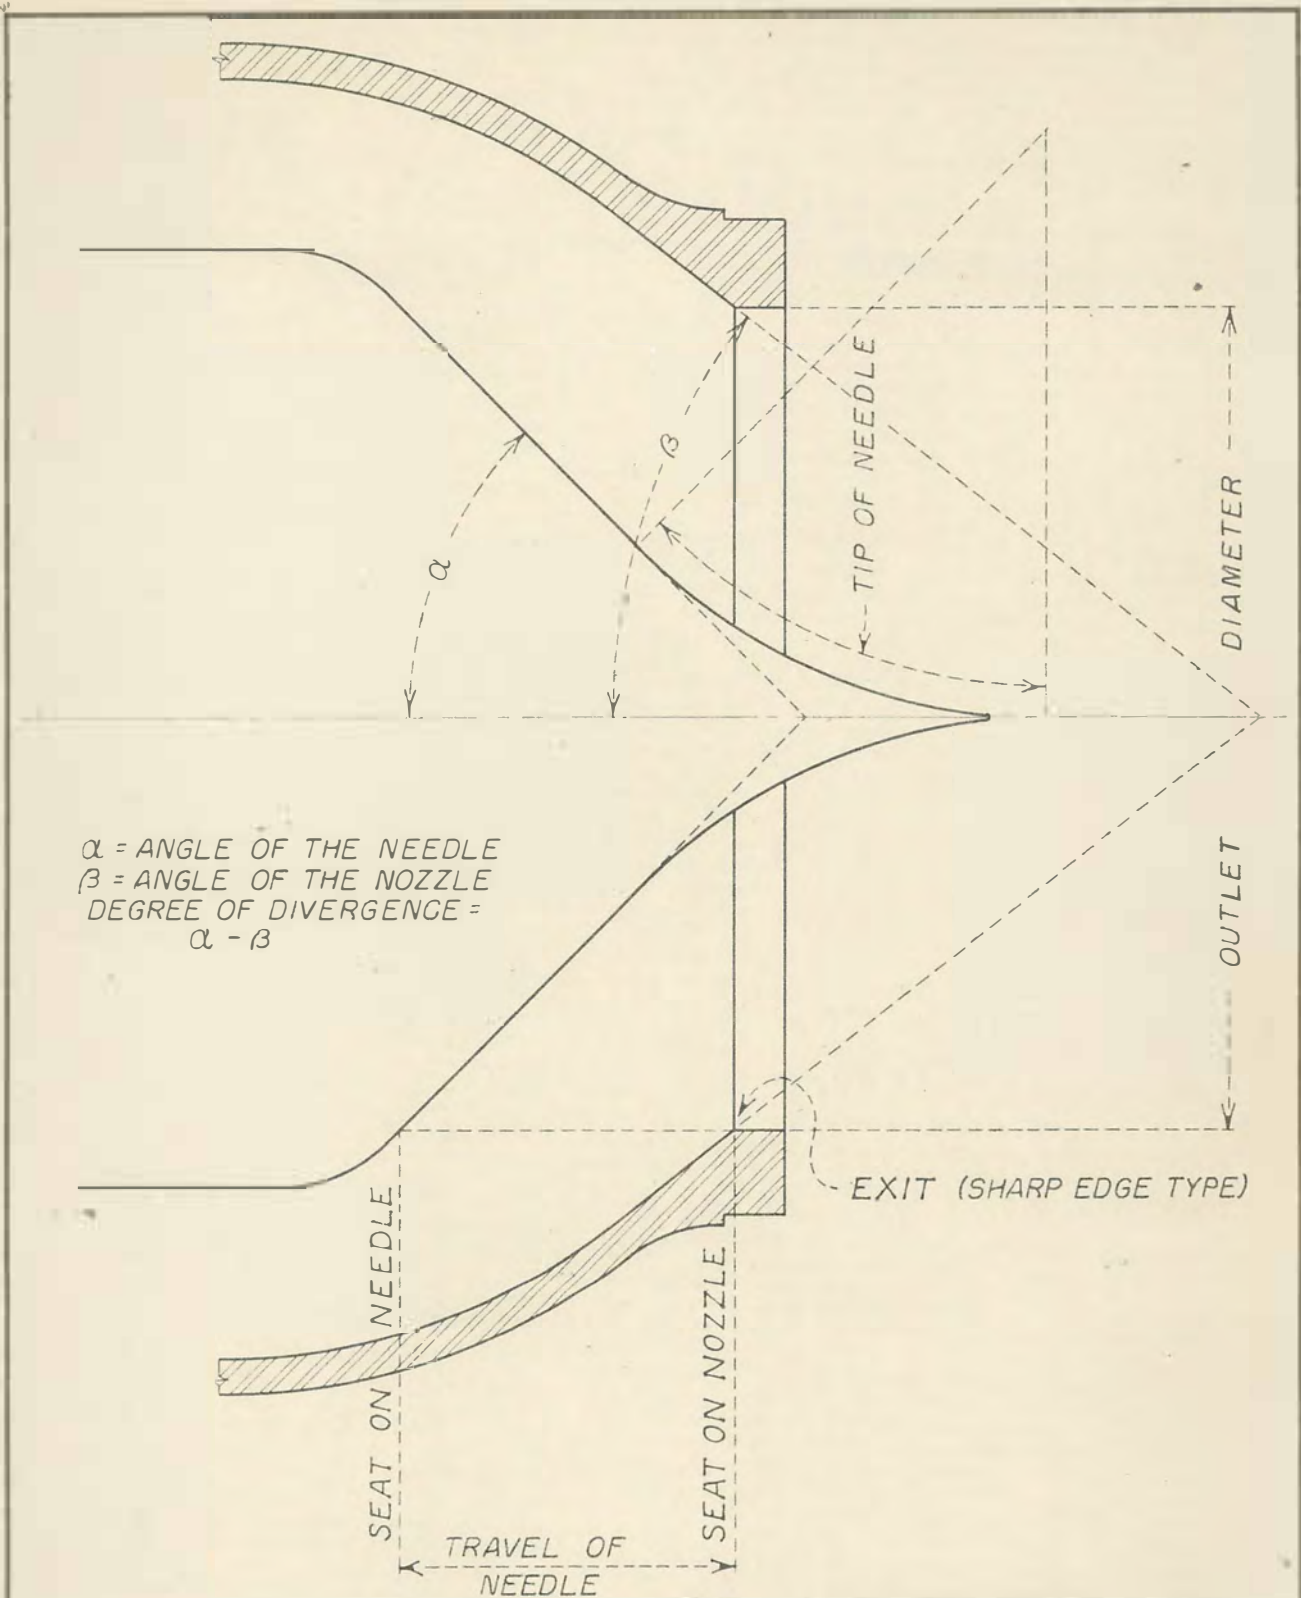 β
TIP OF NEEDLE
α
OUTLET DIAMETER
α = ANGLE OF THE NEEDLE
β = ANGLE OF THE NOZZLE
DEGREE OF DIVERGENCE =
α - β
EXIT (SHARP EDGE TYPE)
SEAT ON NEEDLE
SEAT ON NOZZLE
TRAVEL OF
NEEDLE